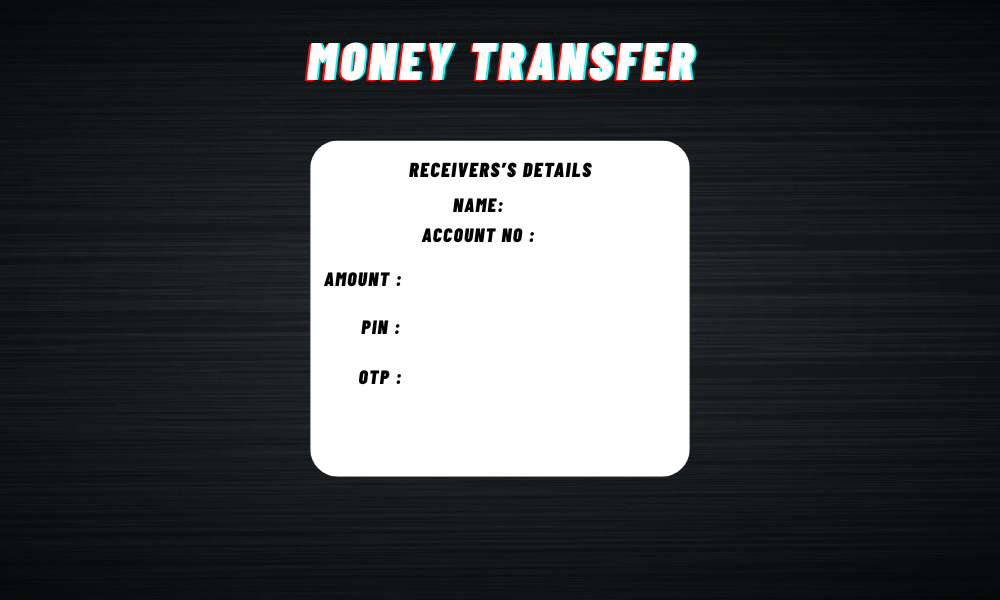 MONEY TRANSFER
RECEIVERS'S DETAILS
NAME:
ACCOUNT NO :
AMOUNT :
PIN :
OTP :